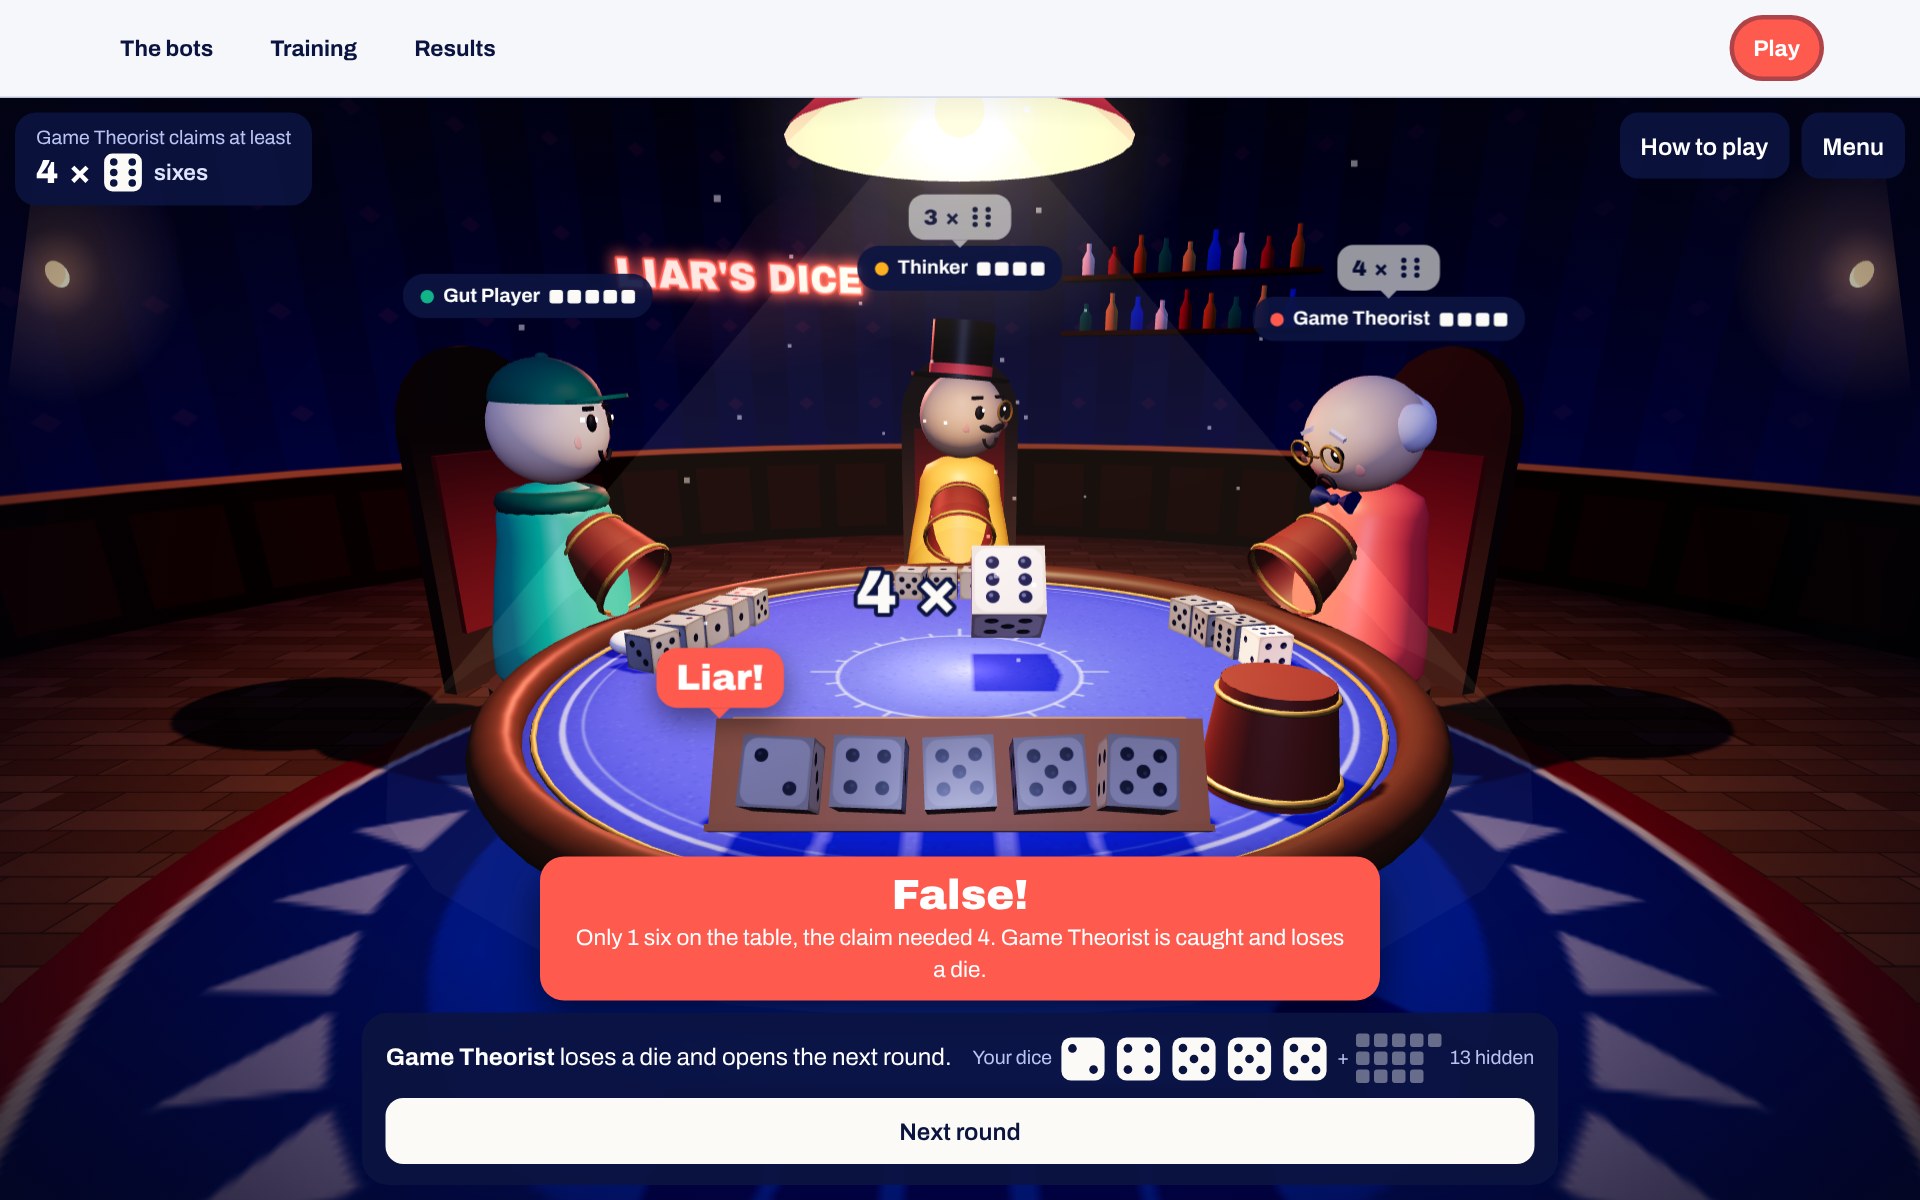 The bots
Training
Results
Play
Game Theorist claims at least
4 × sixes
How to play
Menu
3 ×
Thinker
LIAR'S DICE
Gut Player
4 ×
Game Theorist
4 ×
Liar!
False!
Only 1 six on the table, the claim needed 4. Game Theorist is caught and loses
a die.
Game Theorist loses a die and opens the next round.
Your dice
+
13 hidden
Next round